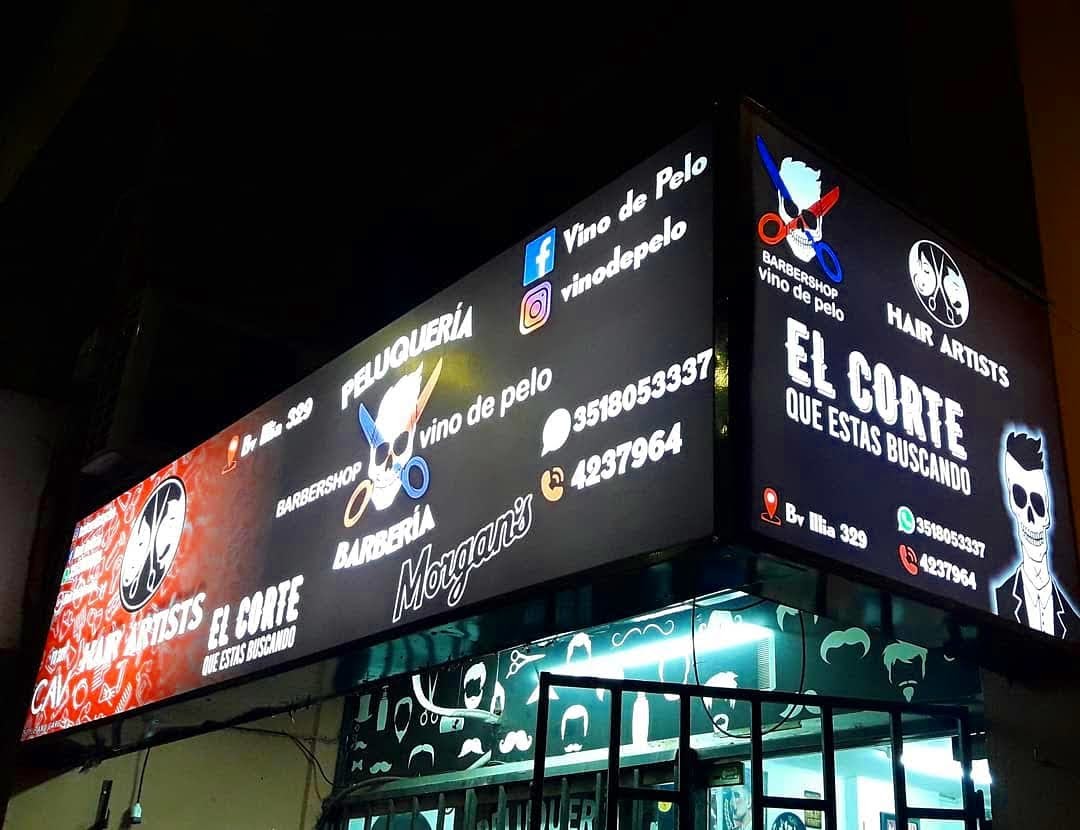 Bv Illia 329
HAIR ARTISTS
EL CORTE
QUE ESTAS BUSCANDO
PELUQUERÍA
BARBERSHOP
vino de pelo
BARBERÍA
Morgan's
Vino de Pelo
vinodepelo
3518053337
4237964
BARBERSHOP
vino de pelo
HAIR ARTISTS
EL CORTE
QUE ESTAS BUSCANDO
Bv Illia 329
3518053337
4237964